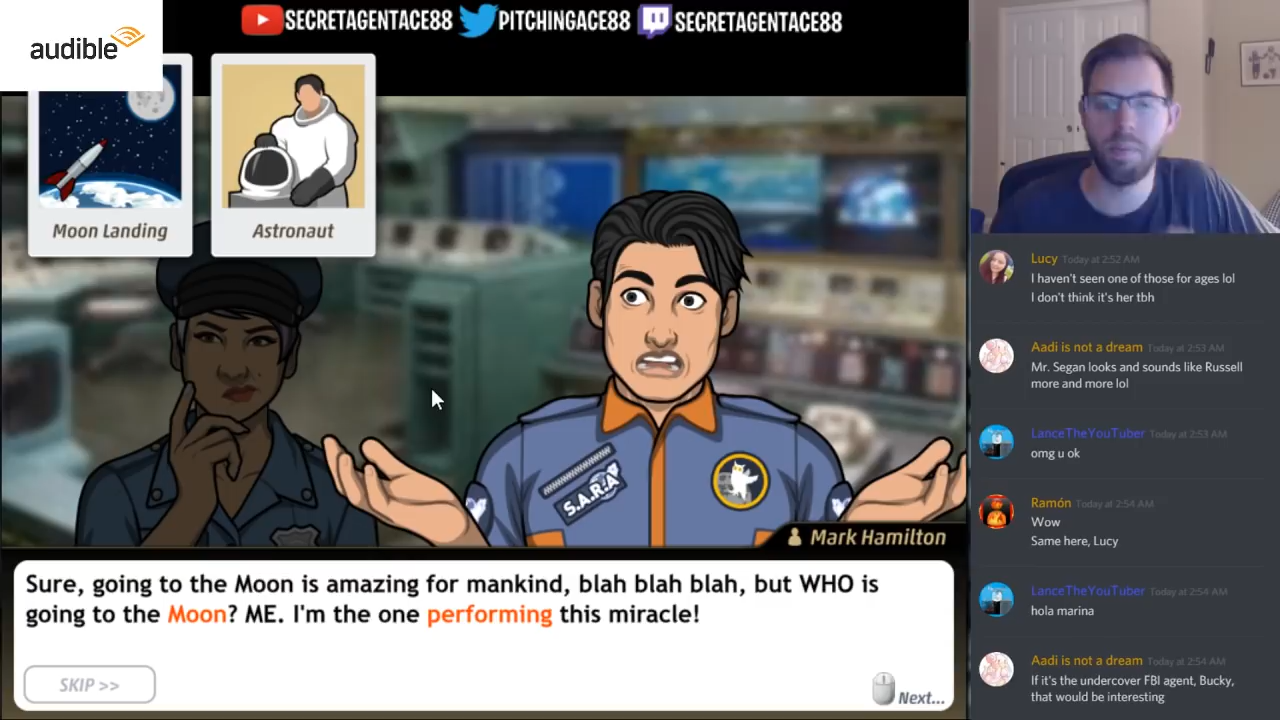 SECRETAGENTACE88 PITCHINGACE88 SECRETAGENTACE88
audible
Moon Landing
Astronaut
S.A.R.A
Mark Hamilton
Sure, going to the Moon is amazing for mankind, blah blah blah, but WHO is
going to the Moon? ME. I'm the one performing this miracle!
SKIP >>
Next...
Lucy Today at 2:52 AM
I haven't seen one of those for ages lol
I don't think it's her tbh
Aadi is not a dream Today at 2:53 AM
Mr. Segan looks and sounds like Russell
more and more lol
LanceTheYouTuber Today at 2:53 AM
omg u ok
Ramón Today at 2:54 AM
Wow
Same here, Lucy
LanceTheYouTuber Today at 2:54 AM
hola marina
Aadi is not a dream Today at 2:54 AM
If it's the undercover FBI agent, Bucky,
that would be interesting